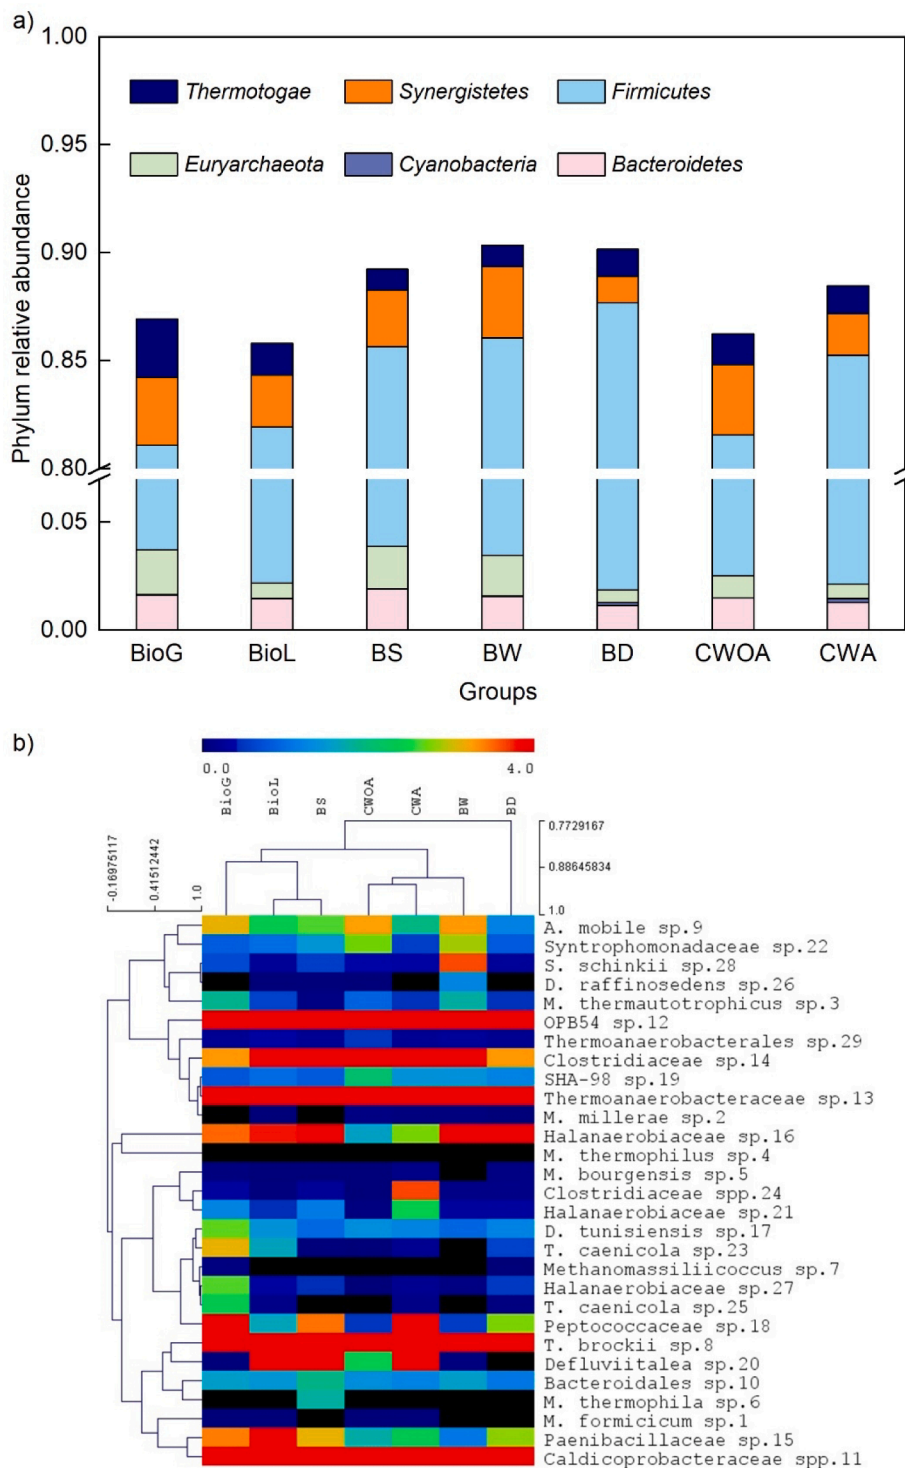 a)
Phylum relative abundance
1.00
0.95
0.90
0.85
0.80
0.05
0.00
Thermotogae Synergistetes Firmicutes
Euryarchaeota Cyanobacteria Bacteroidetes
BioG BioL BS BW BD CWOA CWA
Groups
b)
0.0 4.0
BioG BioL BS CWOA CWA BW BD
0.7729167
0.88645834
1.0
-0.16975117 0.41512442 1.0
A. mobile sp.9
Syntrophomonadaceae sp.22
S. schinkii sp.28
D. raffinosedens sp.26
M. thermautotrophicus sp.3
OPB54 sp.12
Thermoanaerobacterales sp.29
Clostridiaceae sp.14
SHA-98 sp.19
Thermoanaerobacteraceae sp.13
M. millerae sp.2
Halanaerobiaceae sp.16
M. thermophilus sp.4
M. bourgensis sp.5
Clostridiaceae spp.24
Halanaerobiaceae sp.21
D. tunisiensis sp.17
T. caenicola sp.23
Methanomassiliicoccus sp.7
Halanaerobiaceae sp.27
T. caenicola sp.25
Peptococcaceae sp.18
T. brockii sp.8
Defluviitalea sp.20
Bacteroidales sp.10
M. thermophila sp.6
M. formicicum sp.1
Paenibacillaceae sp.15
Caldicoprobacteraceae spp.11